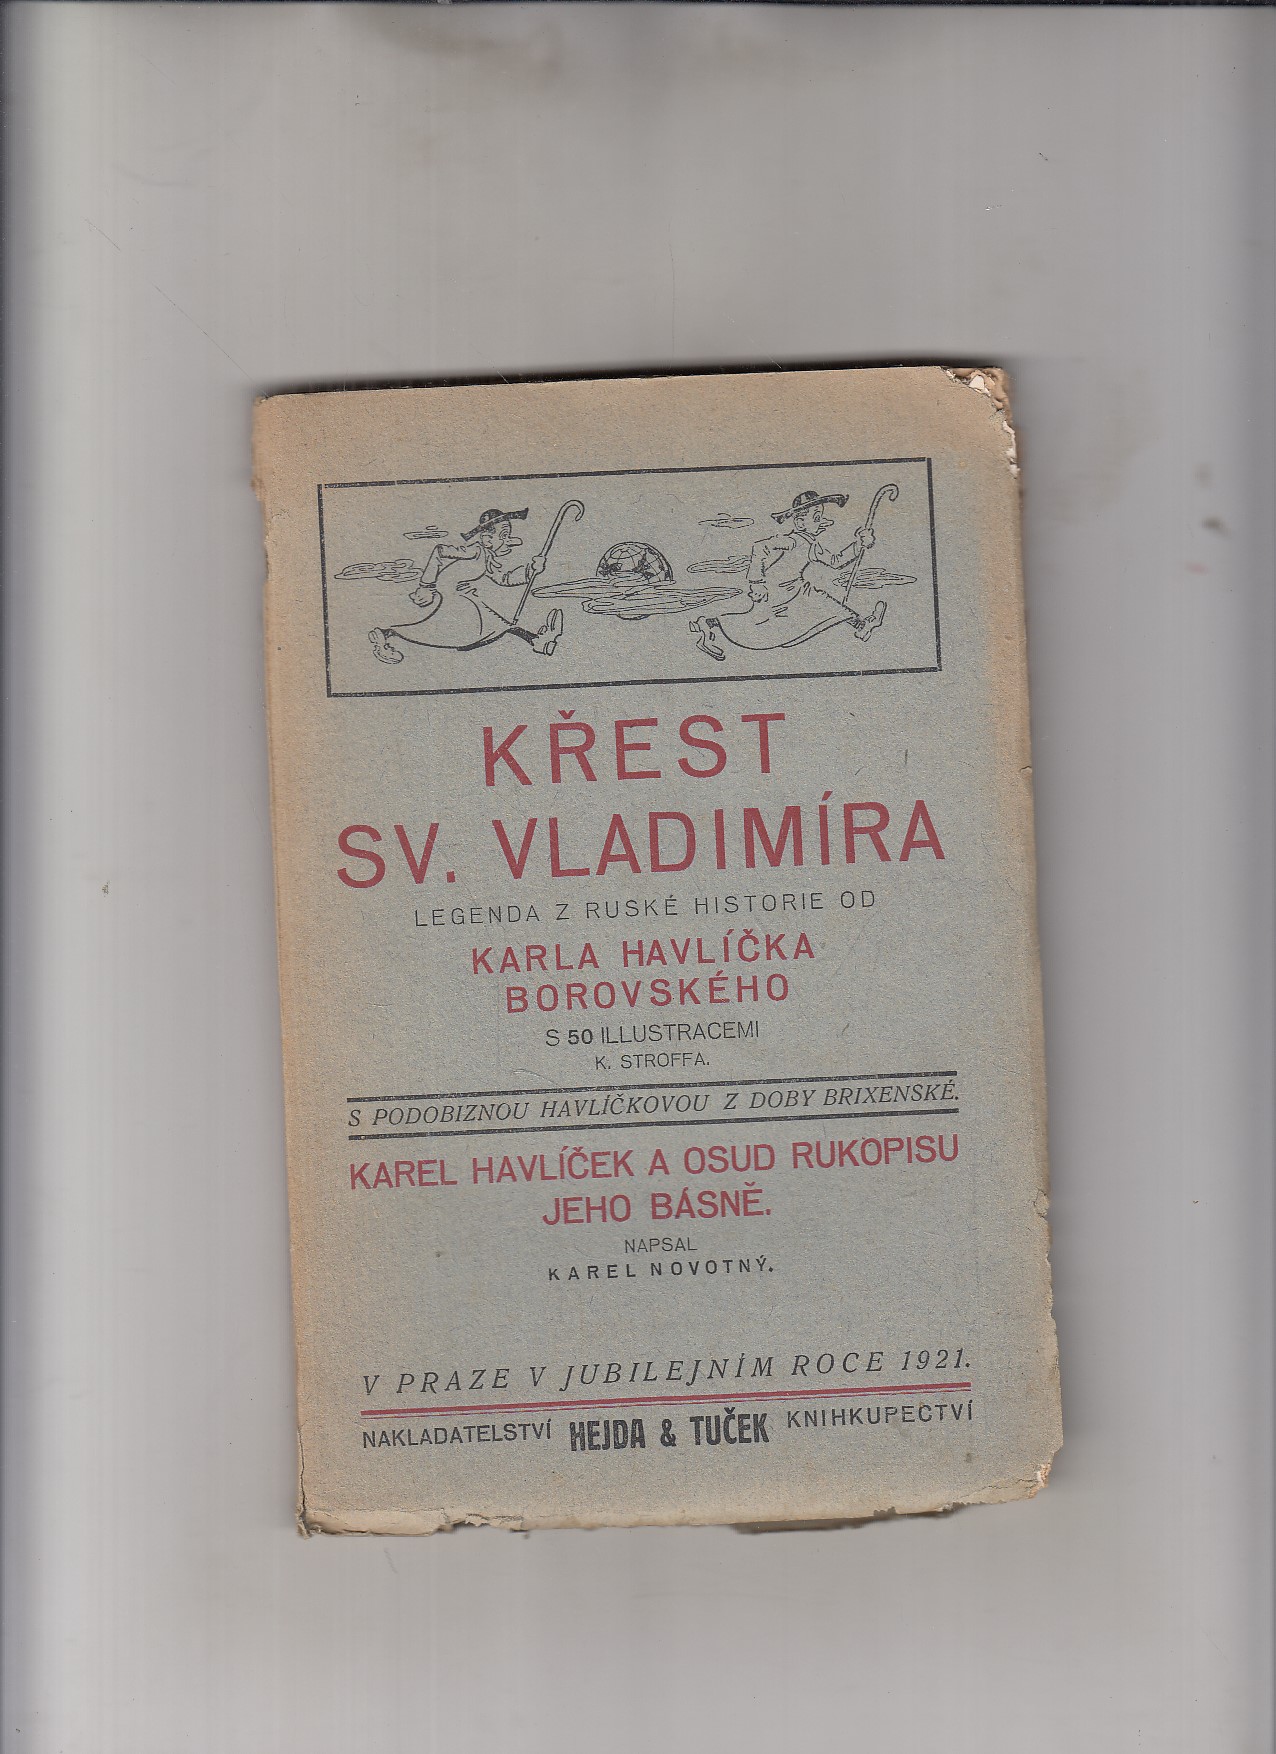 KŘEST
SV. VLADIMÍRA
LEGENDA Z RUSKÉ HISTORIE OD
KARLA HAVLÍČKA
BOROVSKÉHO
S 50 ILLUSTRACEMI
K. STROFFA.
S PODOBIZNOU HAVLÍČKOVOU Z DOBY BRIXENSKÉ.
KAREL HAVLÍČEK A OSUD RUKOPISU
JEHO BÁSNĚ.
NAPSAL
KAREL NOVOTNÝ.
V PRAZE V JUBILEJNÍM ROCE 1921.
NAKLADATELSTVÍ HEJDA & TUČEK KNIHKUPECTVÍ